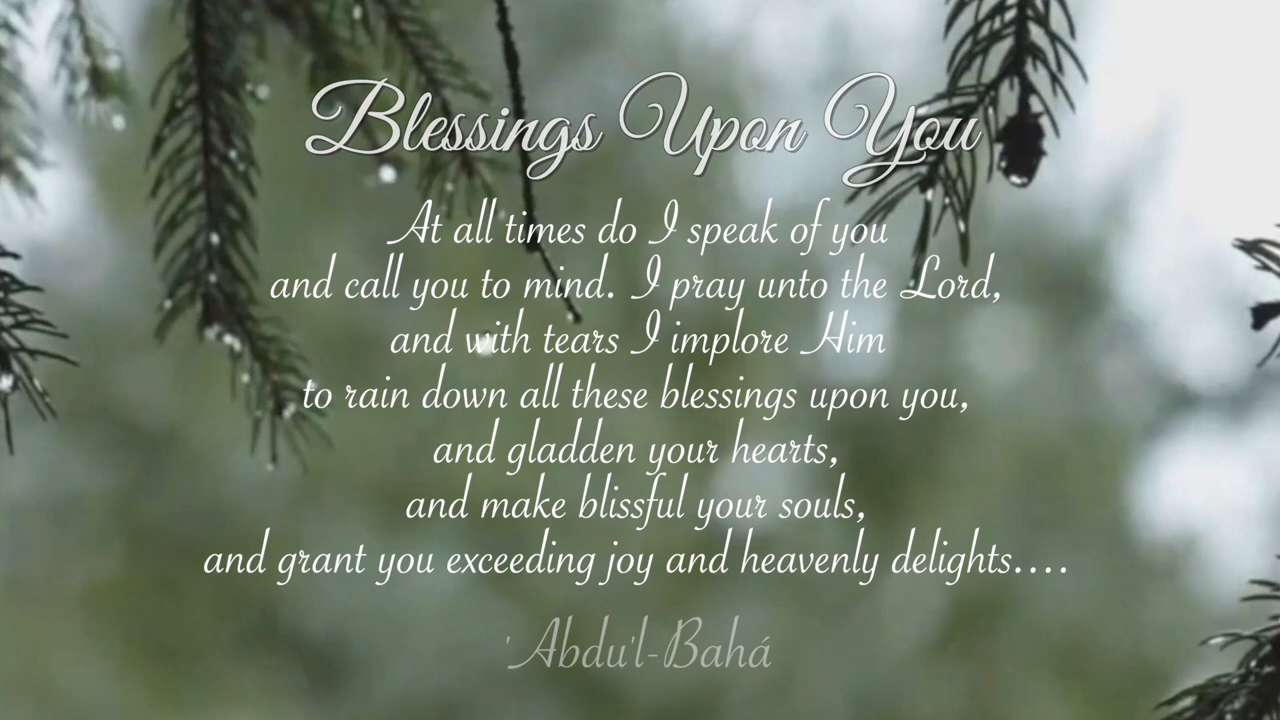 Blessings Upon You
At all times do I speak of you
and call you to mind. I pray unto the Lord,
and with tears I implore Him
to rain down all these blessings upon you,
and gladden your hearts,
and make blissful your souls,
and grant you exceeding joy and heavenly delights....
'Abdu'l-Bahá